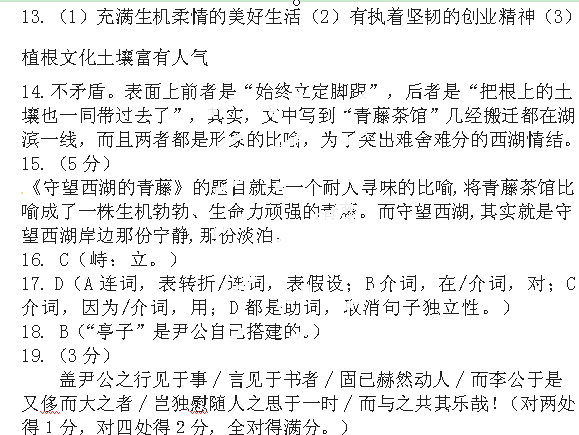 13.（1）充满生机柔情的美好生活（2）有执着坚韧的创业精神（3）
植根文化土壤富有人气
14.不矛盾。表面上前者是“始终立定脚跟”，后者是“把根上的土
壤也一同带过去了”，其实，文中写到“青藤茶馆”几经搬迁都在湖
滨一线，而且两者都是形象的比喻，为了突出难舍难分的西湖情结。
15.（5分）
《守望西湖的青藤》的题目就是一个耐人寻味的比喻,将青藤茶馆比
喻成了一株生机勃勃、生命力顽强的青藤。而守望西湖,其实就是守
望西湖岸边那份宁静,那份淡泊.
16. C（峙：立。）
17. D（A连词，表转折/连词，表假设；B介词，在/介词，对；C
介词，因为/介词，用；D都是助词，取消句子独立性。）
18. B（“亭子”是尹公自己搭建的。）
19.（3分）
盖尹公之行见于事／言见于书者／固已赫然动人／而李公于是
又侈而大之者／岂独慰随人之思于一时／而与之共其乐哉！（对两处
得1分，对四处得2分，全对得满分。）